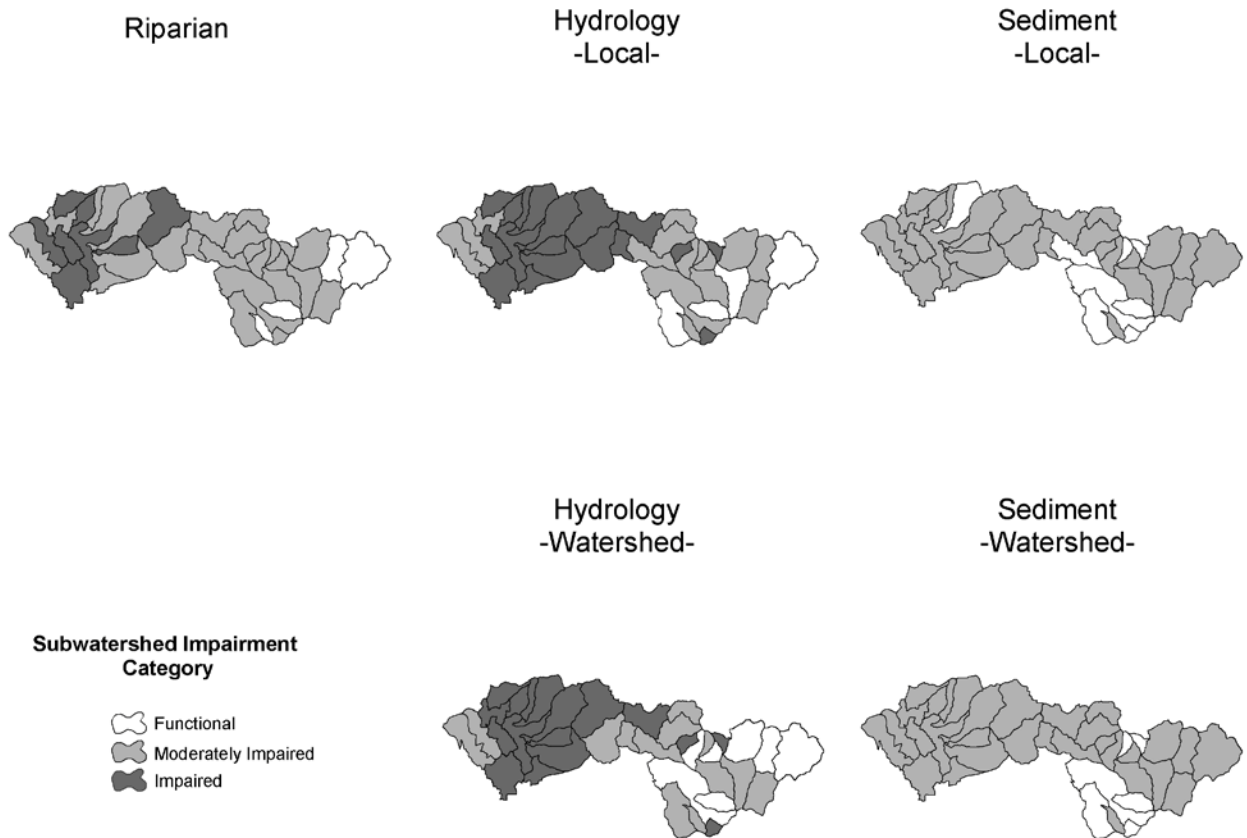 Riparian
Hydrology
-Local-
Sediment
-Local-
Hydrology
-Watershed-
Sediment
-Watershed-
Subwatershed Impairment
Category
Functional
Moderately Impaired
Impaired